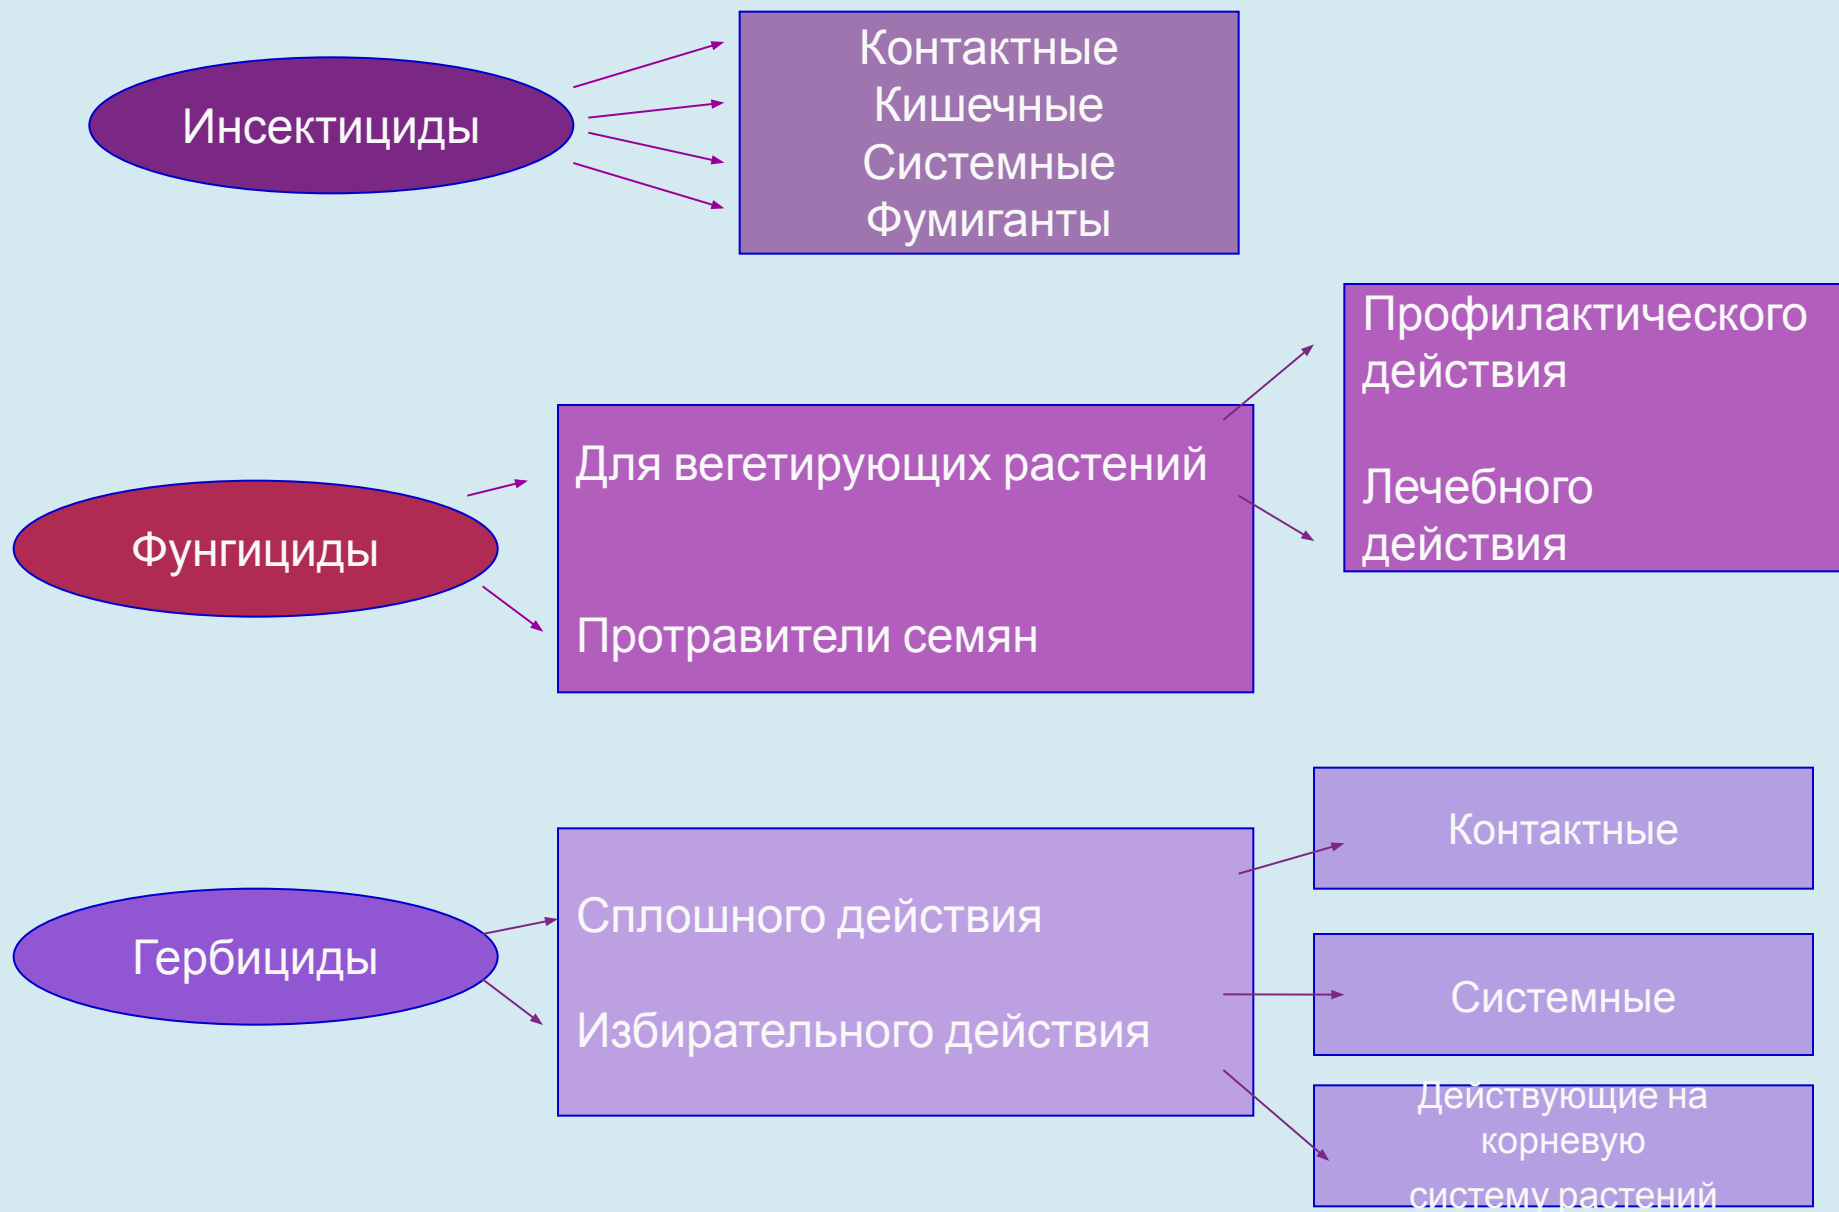 Инсектициды
Контактные
Кишечные
Системные
Фумиганты
Фунгициды
Для вегетирующих растений
Протравители семян
Профилактического
действия
Лечебного
действия
Гербициды
Сплошного действия
Избирательного действия
Контактные
Системные
Действующие на
корневую
систему растений